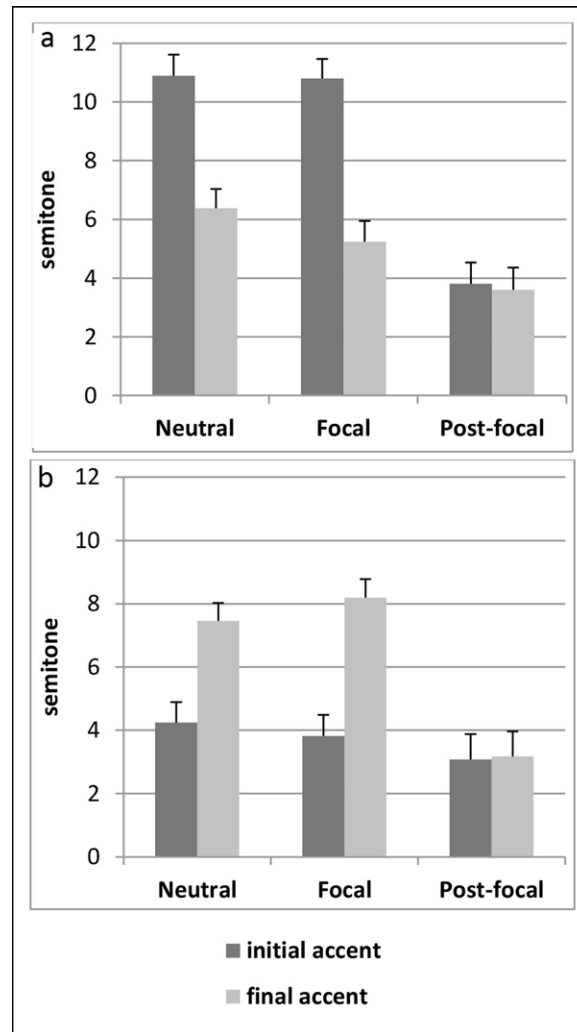 a
12
10
8
6
4
2
0
semitone
Neutral Focal Post-focal
b
12
10
8
6
4
2
0
semitone
Neutral Focal Post-focal
initial accent
final accent